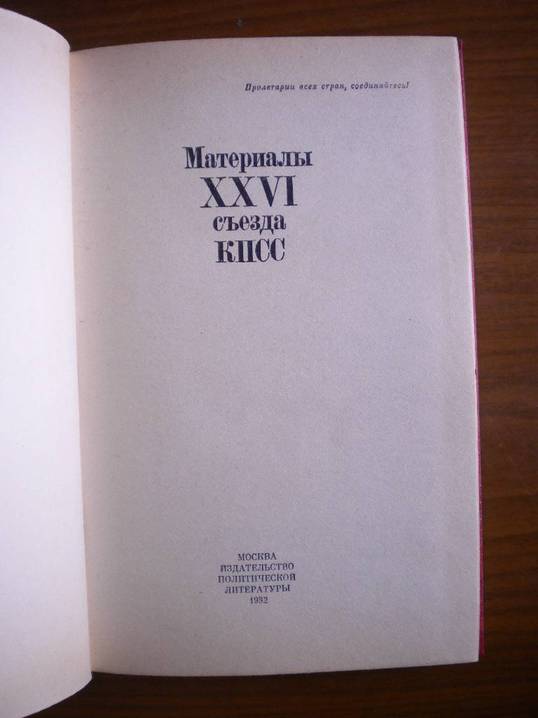 Пролетарии всех стран, соединяйтесь!
Материалы
XXVI
съезда
КПСС
МОСКВА
ИЗДАТЕЛЬСТВО
ПОЛИТИЧЕСКОЙ
ЛИТЕРАТУРЫ
1982